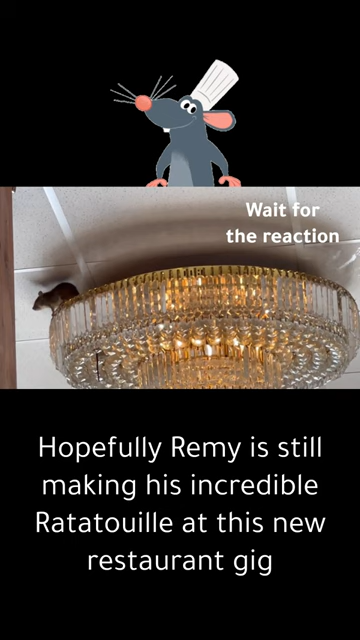 Wait for
the reaction
Hopefully Remy is still
making his incredible
Ratatouille at this new
restaurant gig